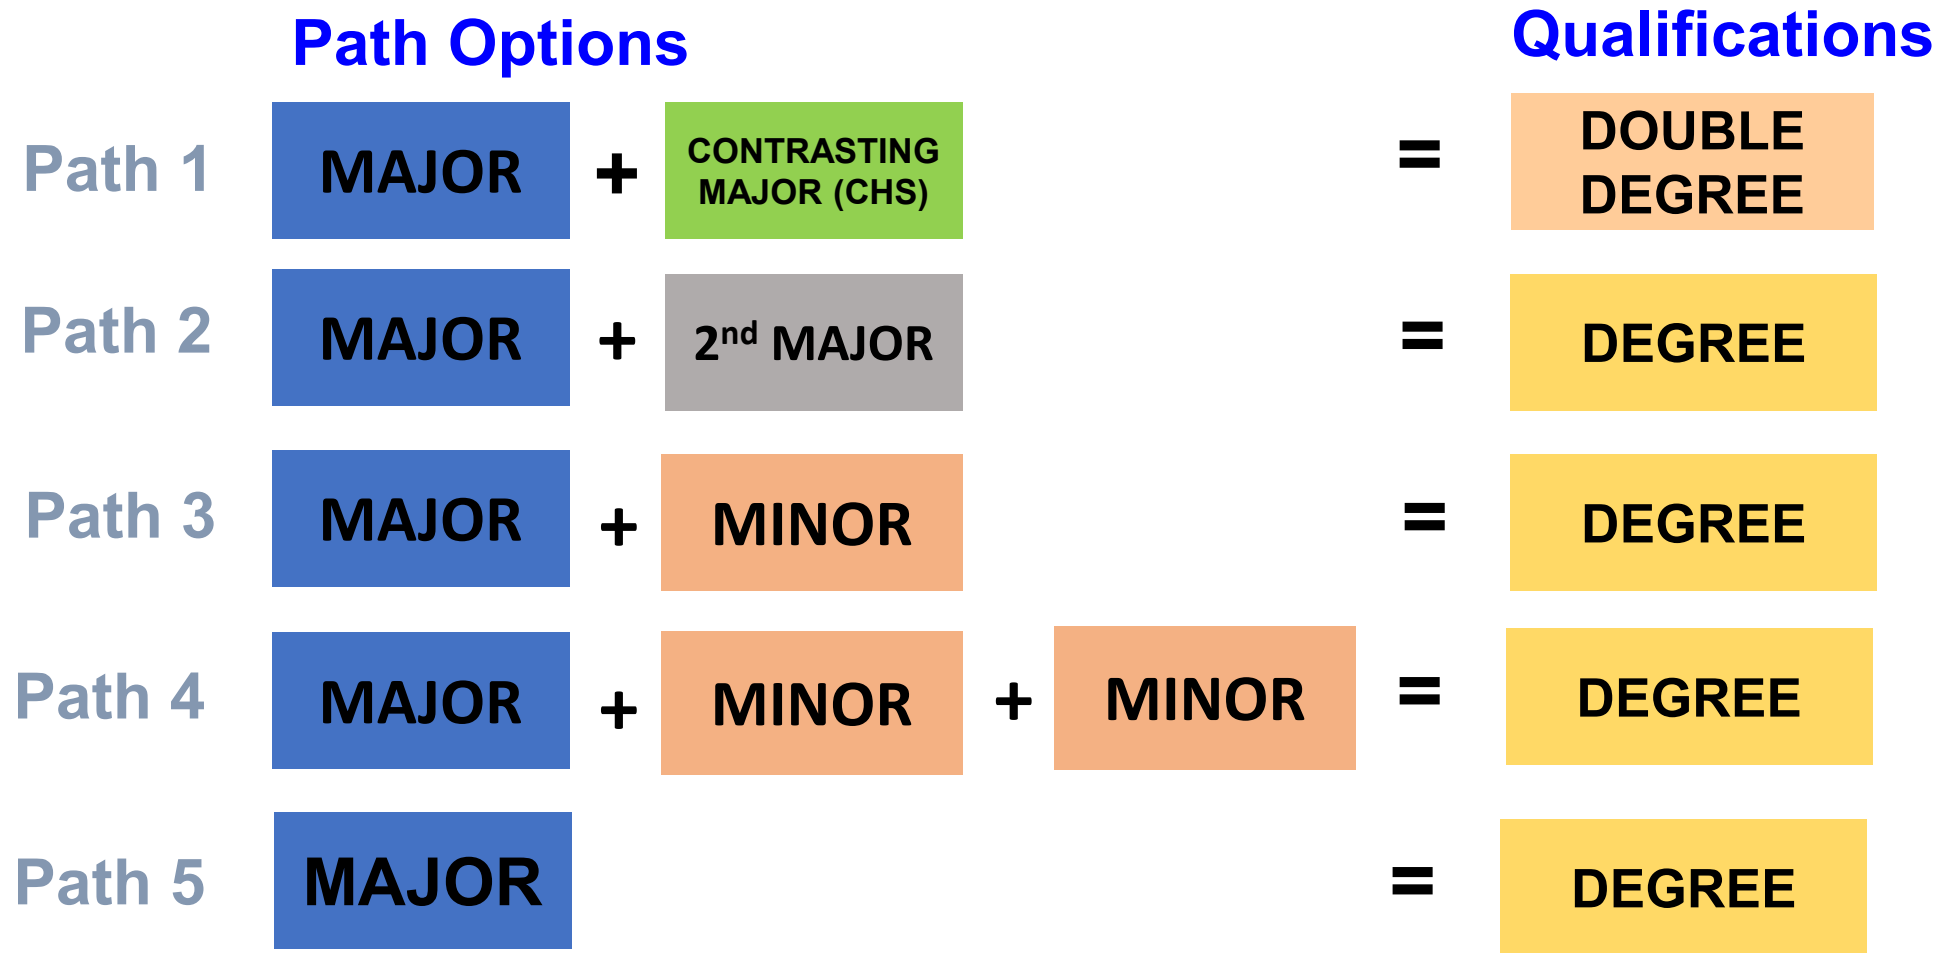 Path Options
Qualifications
Path 1
MAJOR
+
CONTRASTING
MAJOR (CHS)
=
DOUBLE
DEGREE
Path 2
MAJOR
+
2nd MAJOR
=
DEGREE
Path 3
MAJOR
+
MINOR
=
DEGREE
Path 4
MAJOR
+
MINOR
+
MINOR
=
DEGREE
Path 5
MAJOR
=
DEGREE